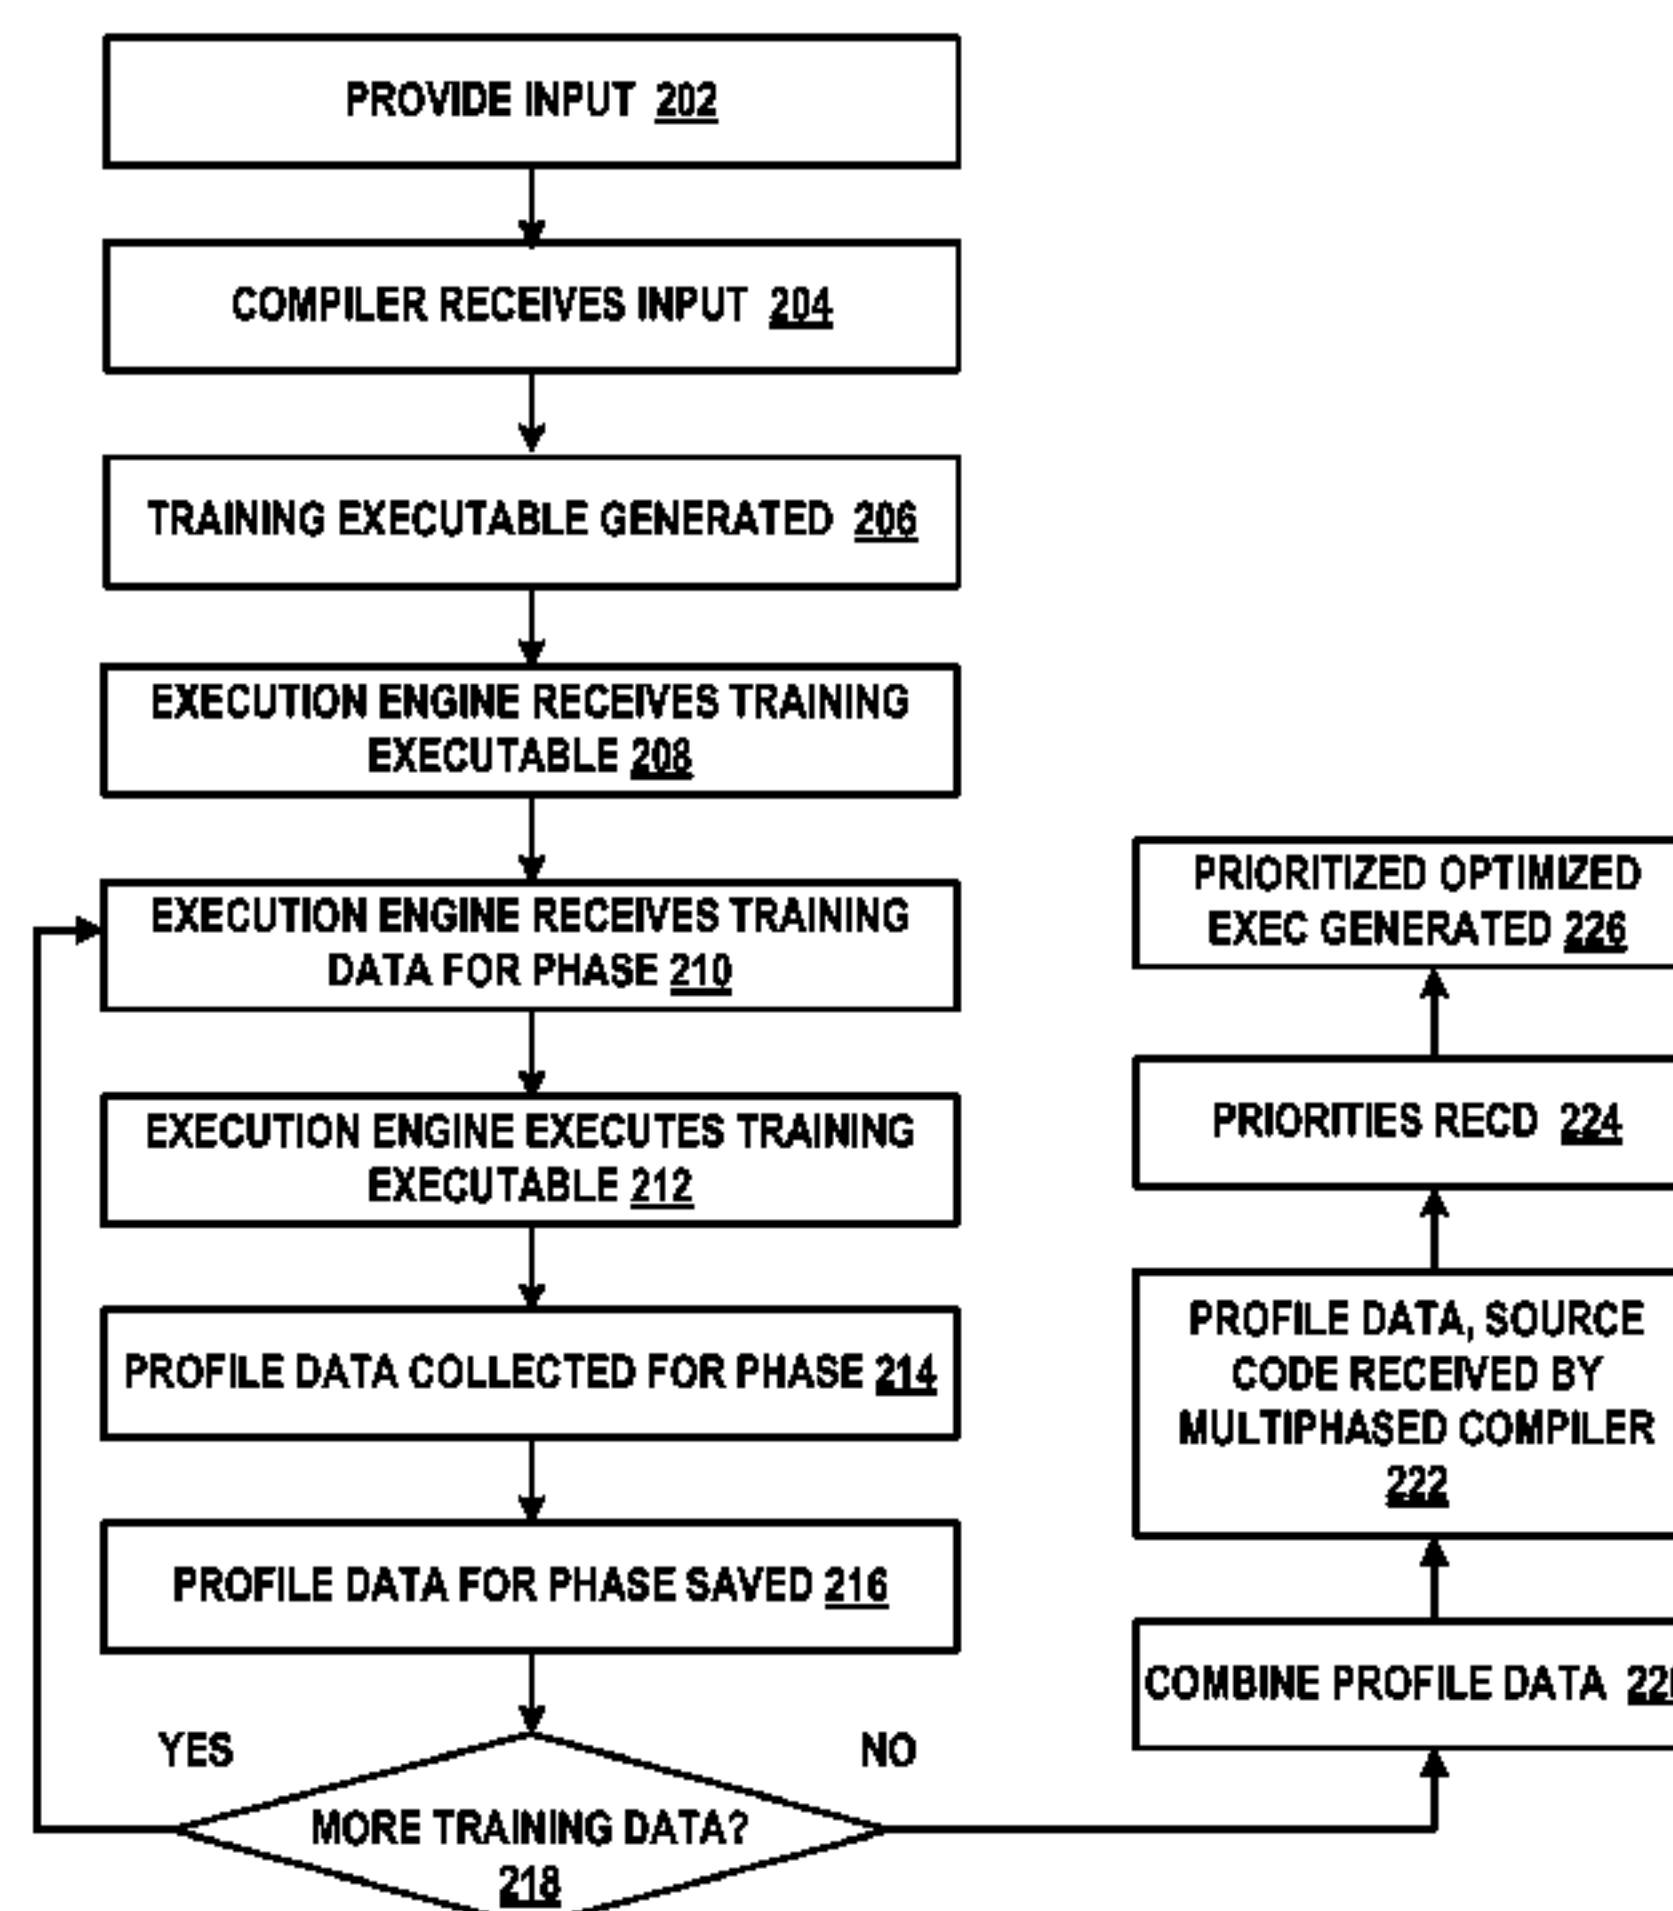 PROVIDE INPUT 202
COMPILER RECEIVES INPUT 204
TRAINING EXECUTABLE GENERATED 206
EXECUTION ENGINE RECEIVES TRAINING
EXECUTABLE 208
EXECUTION ENGINE RECEIVES TRAINING
DATA FOR PHASE 210
EXECUTION ENGINE EXECUTES TRAINING
EXECUTABLE 212
PROFILE DATA COLLECTED FOR PHASE 214
PROFILE DATA FOR PHASE SAVED 216
YES
NO
MORE TRAINING DATA?
218
COMBINE PROFILE DATA
PROFILE DATA, SOURCE
CODE RECEIVED BY
MULTIPHASED COMPILER
222
PRIORITIES RECD 224
PRIORITIZED OPTIMIZED
EXEC GENERATED 226